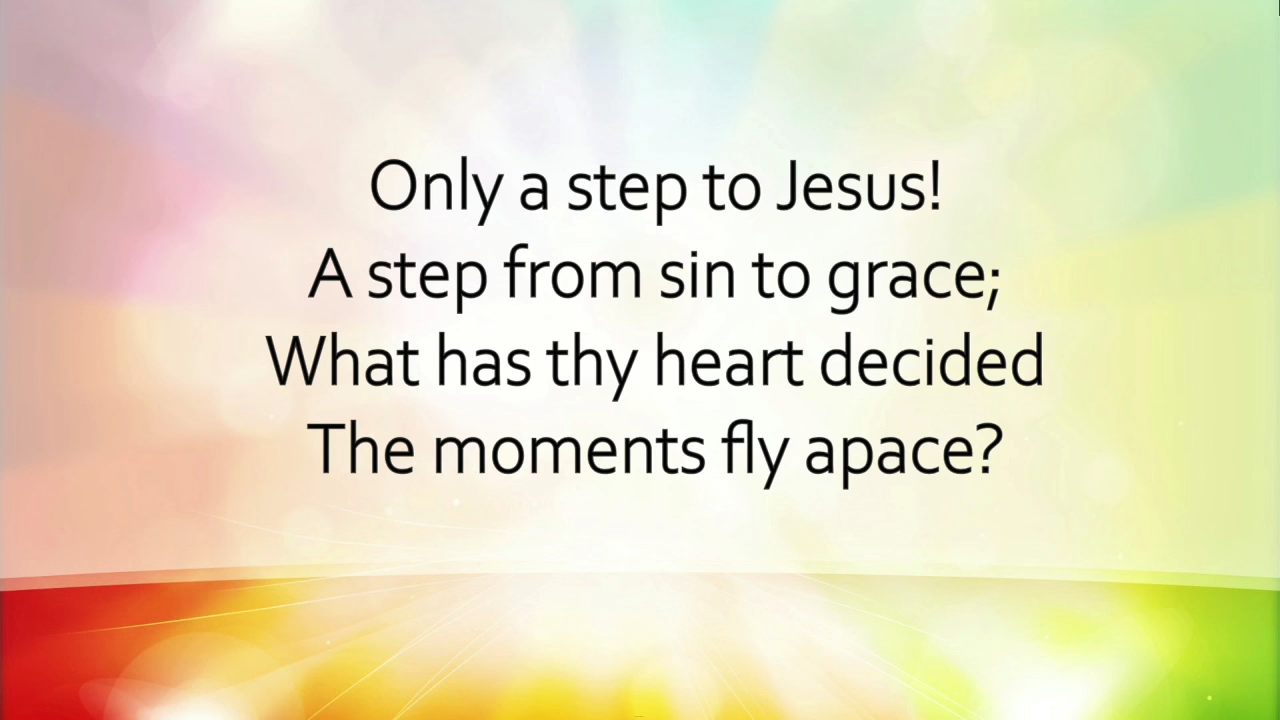 Only a step to Jesus!
A step from sin to grace;
What has thy heart decided
The moments fly apace?